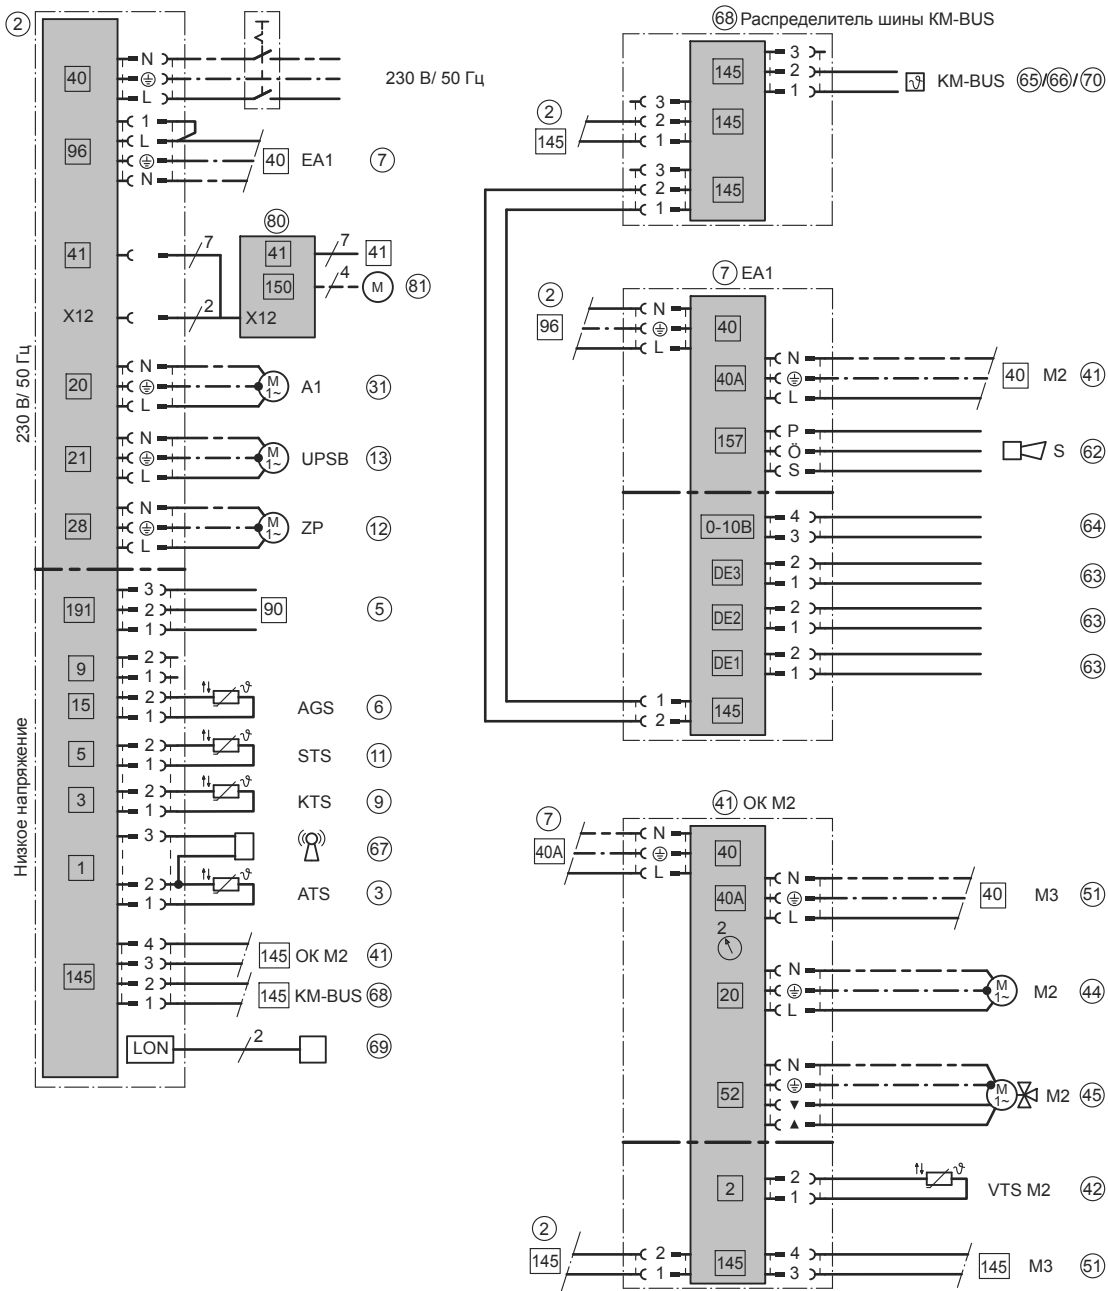 2
40
N
L
230 В/ 50 Гц
96
1
L
N
40 EA1 7
41
7
80
41
7 41
150
4 M 81
X12
2
X12
230 В/ 50 Гц
20
N
L
M 1~
A1 31
21
N
L
M 1~
UPSB 13
28
N
L
M 1~
ZP 12
191
3
2
1
90 5
9
2
1
15
2
1
ϑ
AGS 6
5
2
1
ϑ
STS 11
3
2
1
ϑ
KTS 9
Низкое напряжение
1
3
67
2
1
ϑ
ATS 3
145
4
3
2
1
145 ОК М2 41
145 KM-BUS 68
LON 2 69
68 Распределитель шины KM-BUS
145
3
2
1
ϑ KM-BUS 65/66/70
2
145
3
2
1
145
3
2
1
145
7 EA1
2
96
N
L
40
40A
N
L
40 M2 41
157
P
Ö
S
S 62
0-10В
4
3
64
DE3
2
1
63
DE2
2
1
63
DE1
2
1
63
1
2
145
41 ОК М2
7
40A
N
L
40
40A
N
L
40 M3 51
2
20
N
L
M 1~
M2 44
52
N
▼
▲
M 1~
M2 45
2
2
1
ϑ
VTS M2 42
2
145
2
1
145
4
3
145 M3 51